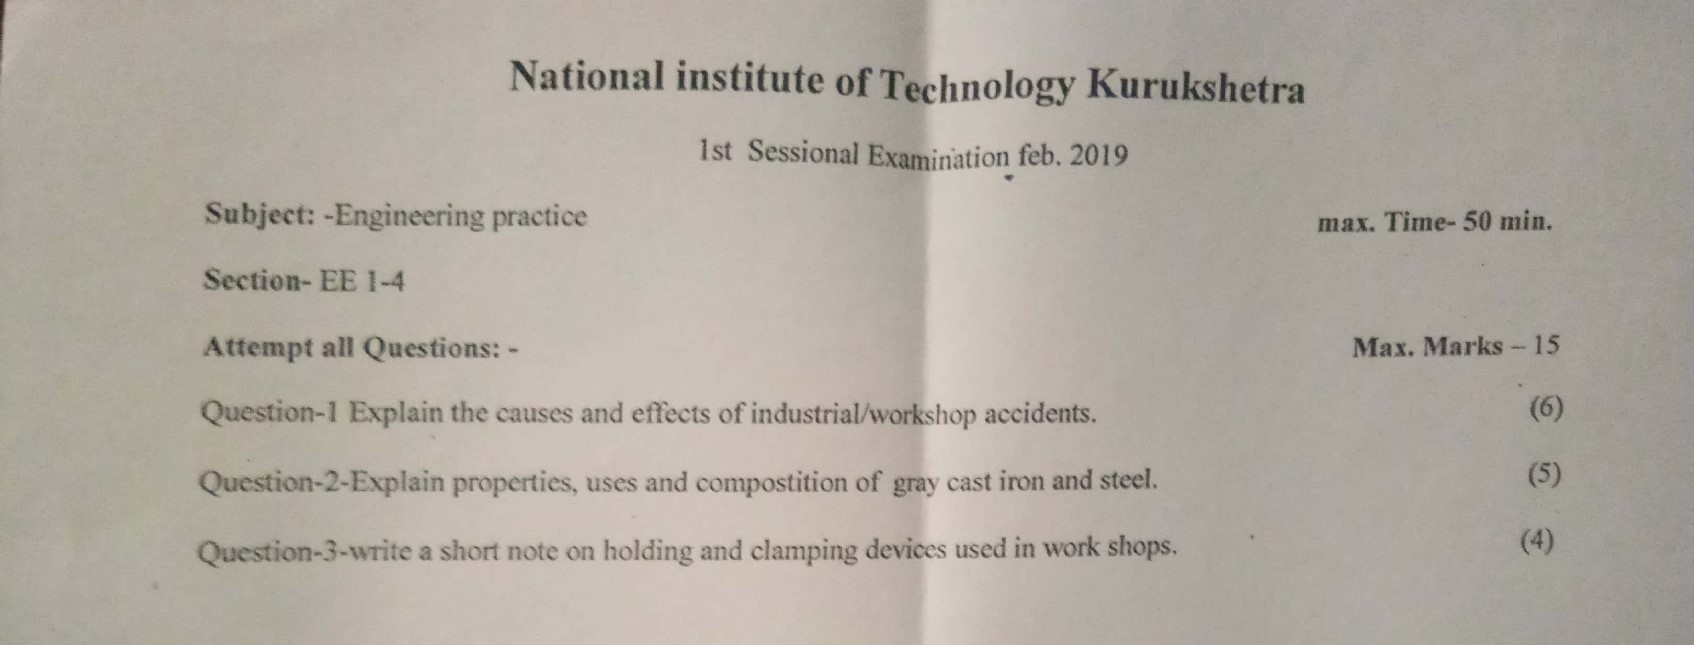 National institute of Technology Kurukshetra
1st Sessional Examination feb. 2019
Subject: -Engineering practice max. Time- 50 min.
Section- EE 1-4
Attempt all Questions: - Max. Marks – 15
Question-1 Explain the causes and effects of industrial/workshop accidents. (6)
Question-2-Explain properties, uses and compostition of gray cast iron and steel. (5)
Question-3-write a short note on holding and clamping devices used in work shops. (4)